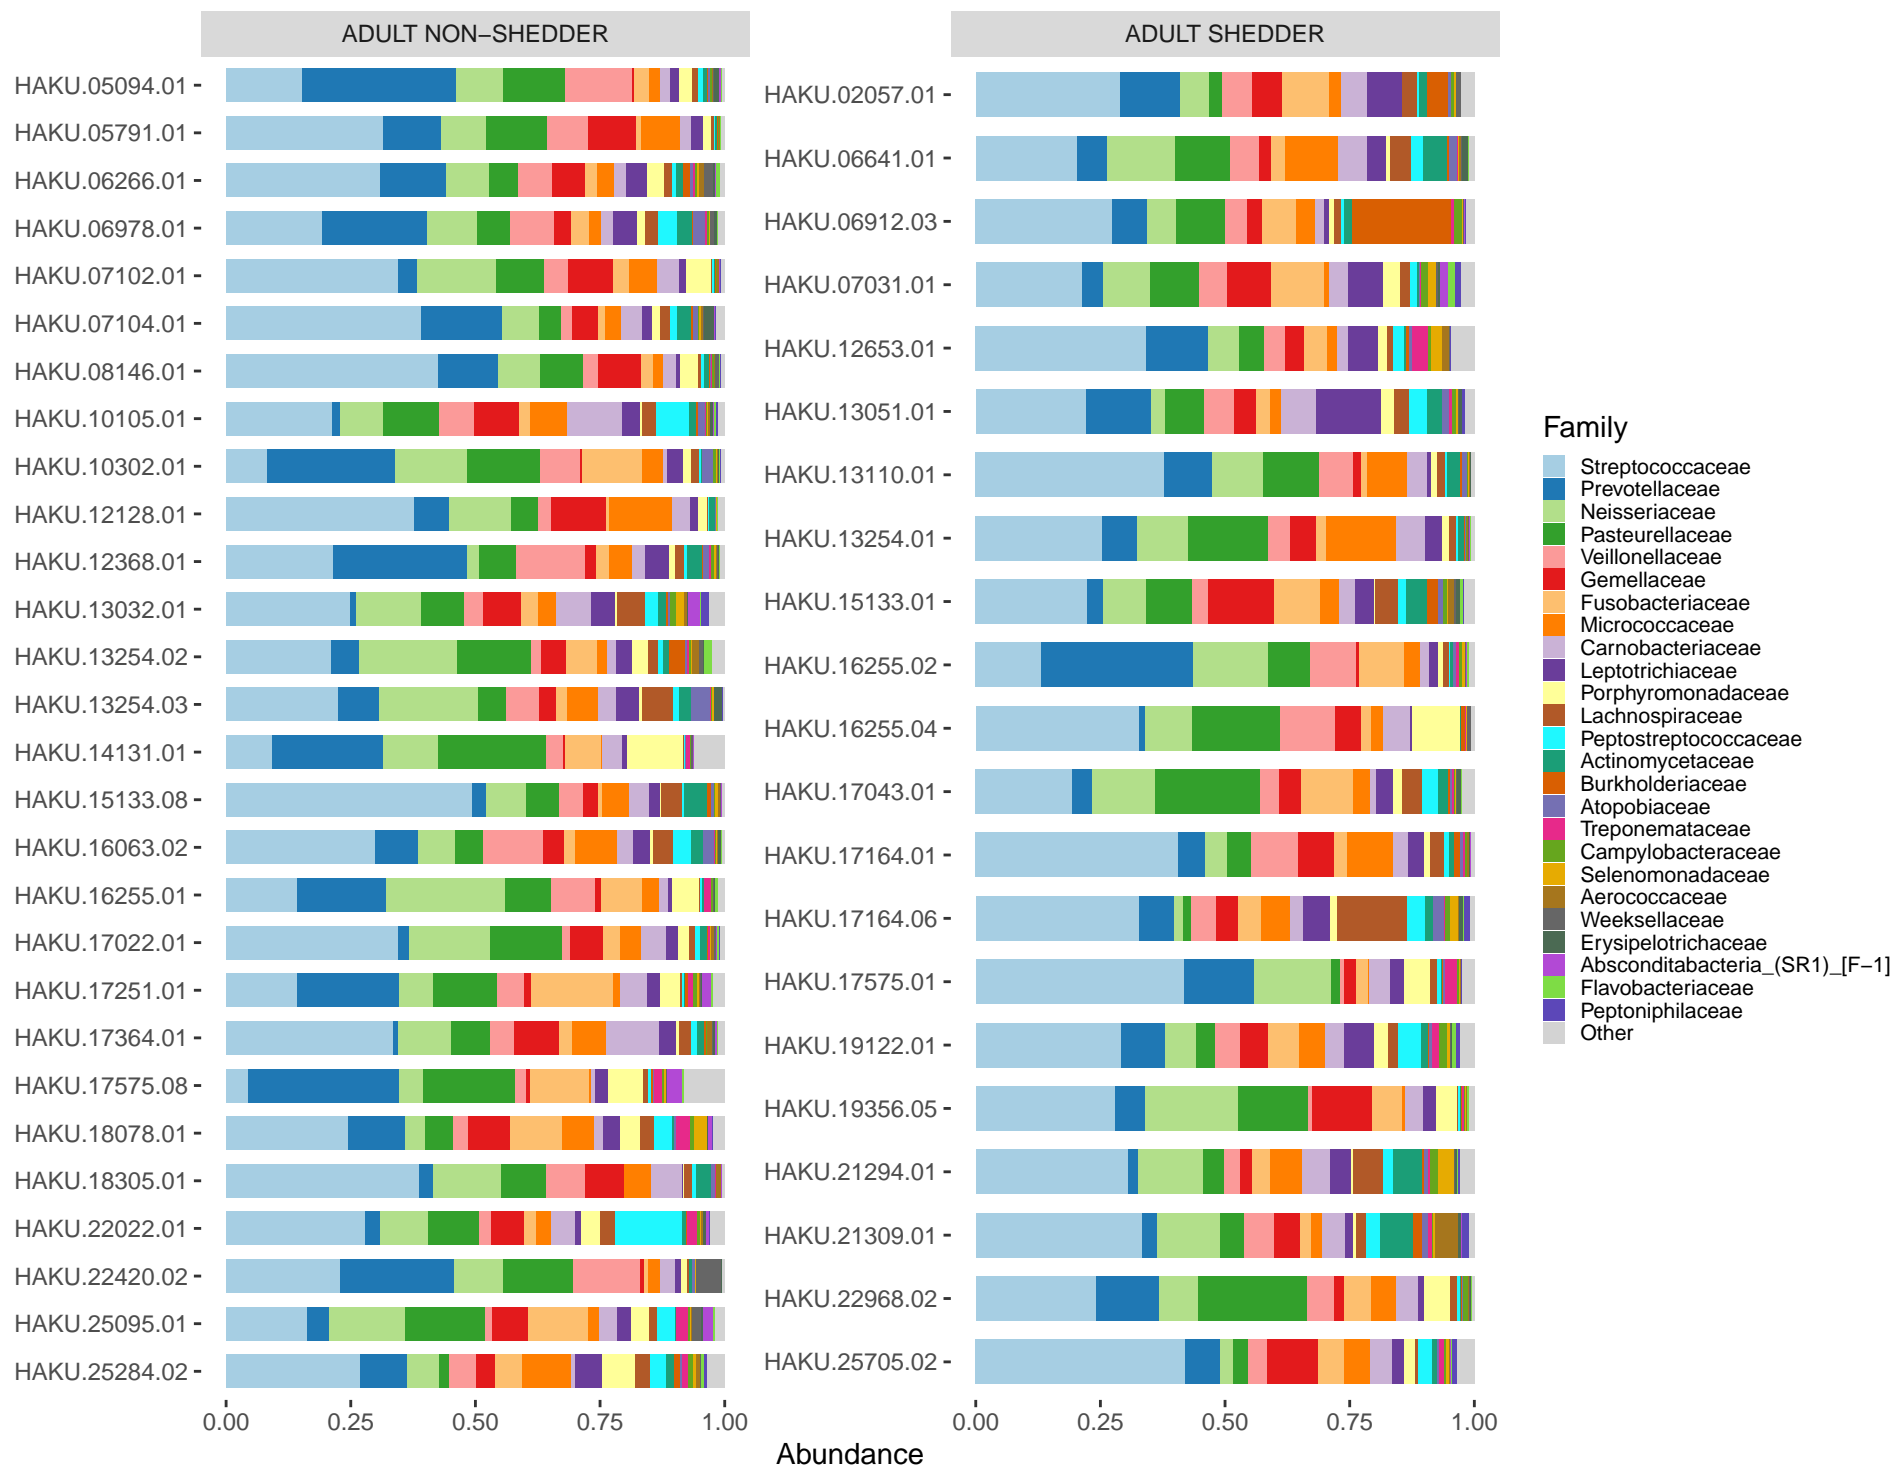 ADULT NON−SHEDDER
HAKU.05094.01
HAKU.05791.01
HAKU.06266.01
HAKU.06978.01
HAKU.07102.01
HAKU.07104.01
HAKU.08146.01
HAKU.10105.01
HAKU.10302.01
HAKU.12128.01
HAKU.12368.01
HAKU.13032.01
HAKU.13254.02
HAKU.13254.03
HAKU.14131.01
HAKU.15133.08
HAKU.16063.02
HAKU.16255.01
HAKU.17022.01
HAKU.17251.01
HAKU.17364.01
HAKU.17575.08
HAKU.18078.01
HAKU.18305.01
HAKU.22022.01
HAKU.22420.02
HAKU.25095.01
HAKU.25284.02
0.00 0.25 0.50 0.75 1.00
ADULT SHEDDER
HAKU.02057.01
HAKU.06641.01
HAKU.06912.03
HAKU.07031.01
HAKU.12653.01
HAKU.13051.01
HAKU.13110.01
HAKU.13254.01
HAKU.15133.01
HAKU.16255.02
HAKU.16255.04
HAKU.17043.01
HAKU.17164.01
HAKU.17164.06
HAKU.17575.01
HAKU.19122.01
HAKU.19356.05
HAKU.21294.01
HAKU.21309.01
HAKU.22968.02
HAKU.25705.02
0.00 0.25 0.50 0.75 1.00
Abundance
Family
Streptococcaceae
Prevotellaceae
Neisseriaceae
Pasteurellaceae
Veillonellaceae
Gemellaceae
Fusobacteriaceae
Micrococcaceae
Carnobacteriaceae
Leptotrichiaceae
Porphyromonadaceae
Lachnospiraceae
Peptostreptococcaceae
Actinomycetaceae
Burkholderiaceae
Atopobiaceae
Treponemataceae
Campylobacteraceae
Selenomonadaceae
Aerococcaceae
Weeksellaceae
Erysipelotrichaceae
Absconditabacteria_(SR1)_[F−1]
Flavobacteriaceae
Peptoniphilaceae
Other